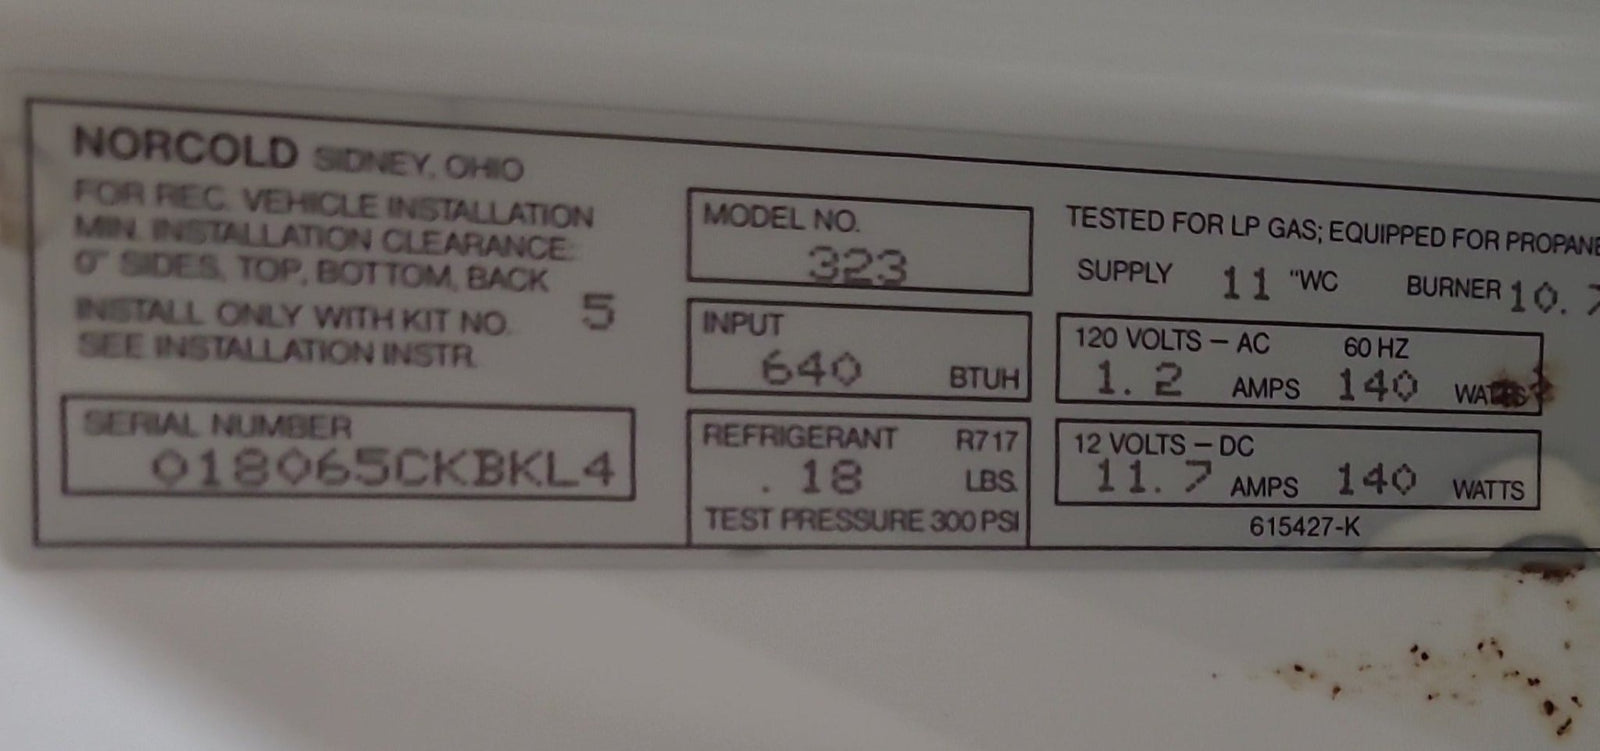 NORCOLD SIDNEY, OHIO
FOR REC. VEHICLE INSTALLATION
MIN. INSTALLATION CLEARANCE:
0" SIDES, TOP, BOTTOM, BACK
INSTALL ONLY WITH KIT NO. 5
SEE INSTALLATION INSTR.
SERIAL NUMBER
018065CKBKL4
MODEL NO.
323
INPUT
640 BTUH
REFRIGERANT R717
.18 LBS.
TEST PRESSURE 300 PSI
TESTED FOR LP GAS; EQUIPPED FOR PROPANE
SUPPLY 11 "WC BURNER 10.7
120 VOLTS – AC 60 HZ
1.2 AMPS 140 WATTS
12 VOLTS – DC
11.7 AMPS 140 WATTS
615427-K